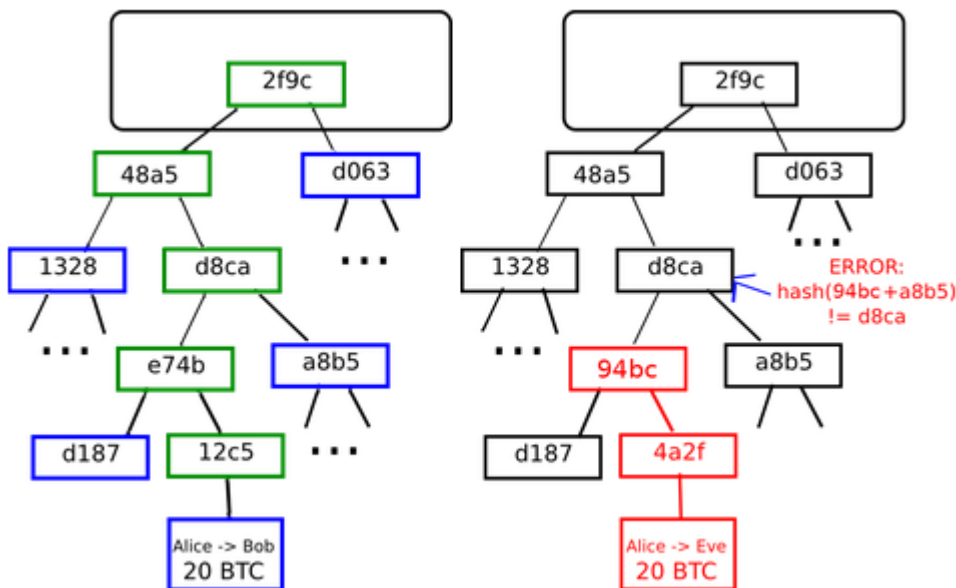 2f9c
48a5
d063
1328
d8ca
...
e74b
a8b5
...
d187
12c5
...
Alice -> Bob
20 BTC
2f9c
48a5
d063
1328
d8ca
...
ERROR:
hash(94bc+a8b5)
!= d8ca
...
94bc
a8b5
d187
4a2f
Alice -> Eve
20 BTC